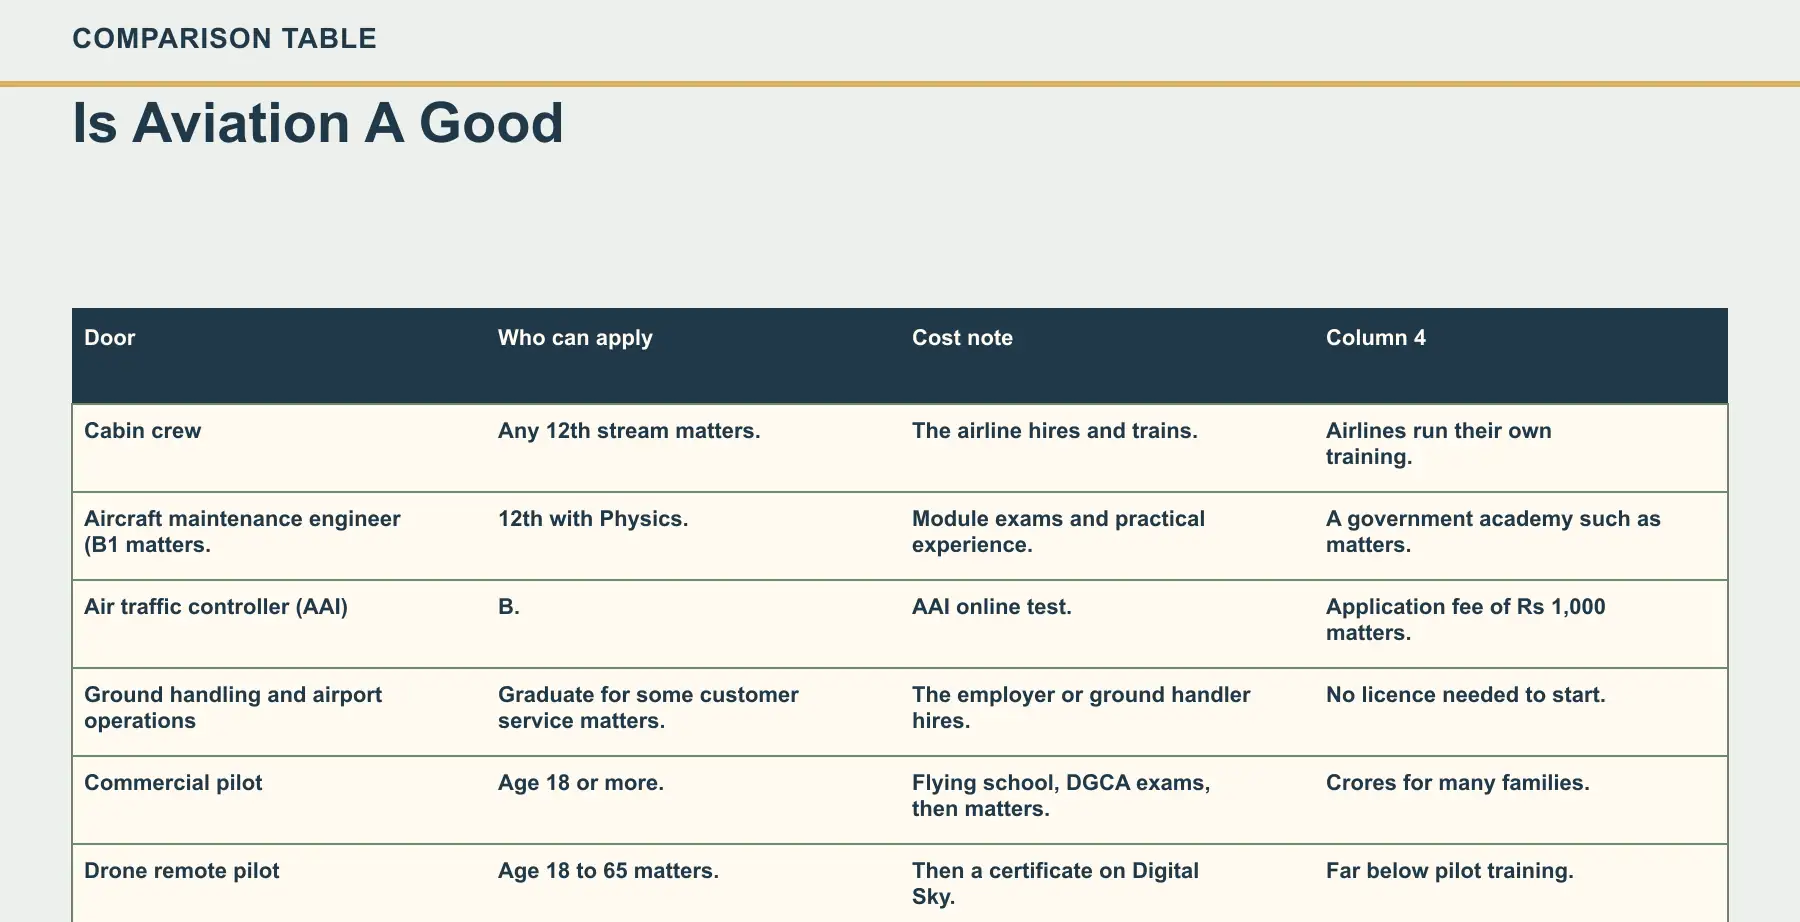 COMPARISON TABLE
Is Aviation A Good
Door Who can apply Cost note Column 4
Cabin crew Any 12th stream matters. The airline hires and trains. Airlines run their own
training.
Aircraft maintenance engineer 12th with Physics. Module exams and practical A government academy such as
(B1 matters. experience. matters.
Air traffic controller (AAI) B. AAI online test. Application fee of Rs 1,000
matters.
Ground handling and airport Graduate for some customer The employer or ground handler No licence needed to start.
operations service matters. hires.
Commercial pilot Age 18 or more. Flying school, DGCA exams, Crores for many families.
then matters.
Drone remote pilot Age 18 to 65 matters. Then a certificate on Digital Far below pilot training.
Sky.